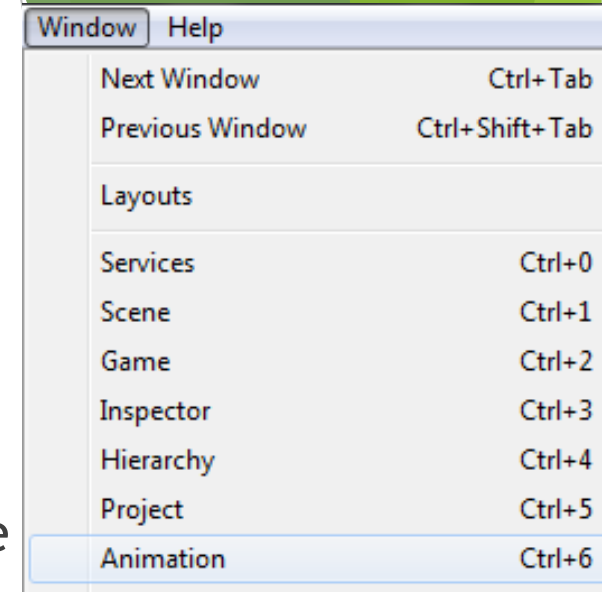 Window Help
Next Window Ctrl+Tab
Previous Window Ctrl+Shift+Tab
Layouts
Services Ctrl+0
Scene Ctrl+1
Game Ctrl+2
Inspector Ctrl+3
Hierarchy Ctrl+4
Project Ctrl+5
e
Animation Ctrl+6